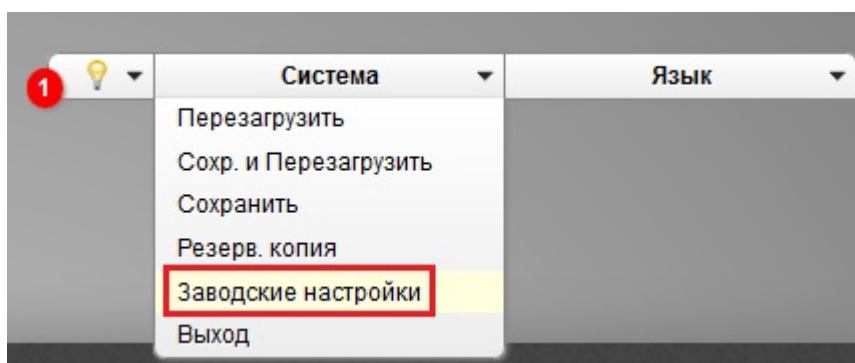 1 Система Язык
Перезагрузить
Сохр. и Перезагрузить
Сохранить
Резерв. копия
Заводские настройки
Выход